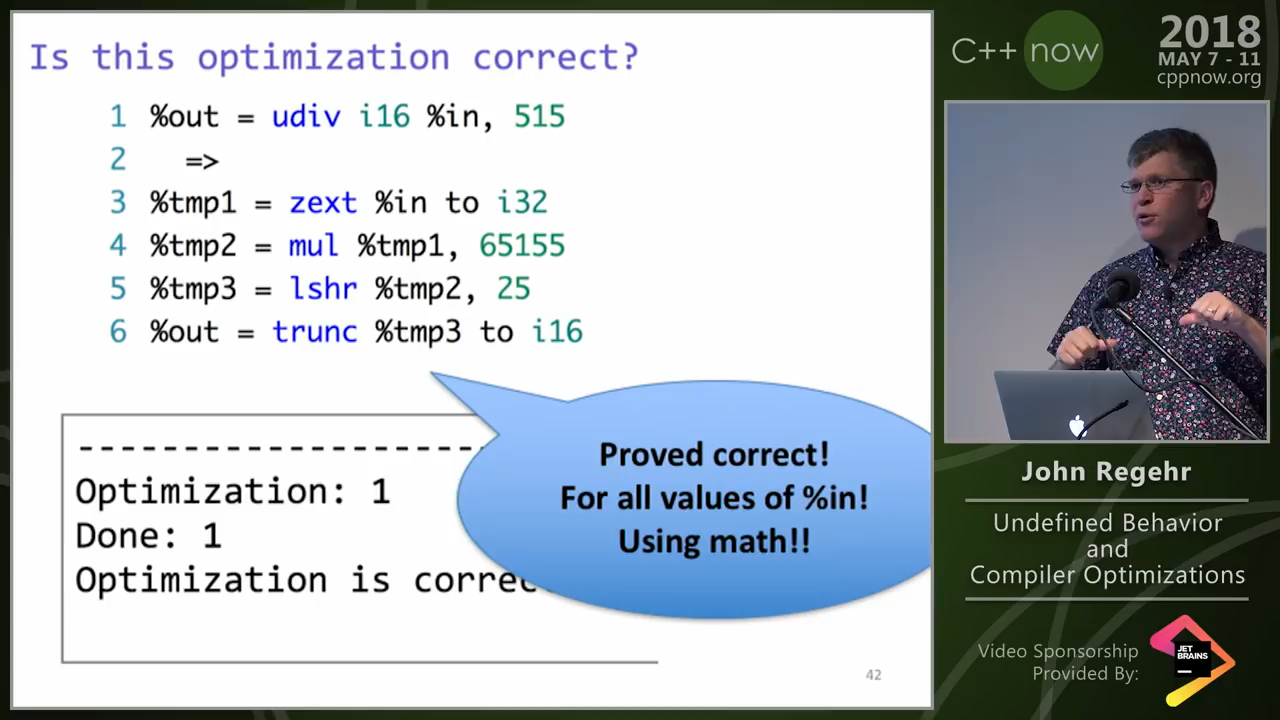 Is this optimization correct?
1 %out = udiv i16 %in, 515
2 =>
3 %tmp1 = zext %in to i32
4 %tmp2 = mul %tmp1, 65155
5 %tmp3 = lshr %tmp2, 25
6 %out = trunc %tmp3 to i16
Optimization: 1
Done: 1
Optimization is correc
Proved correct!
For all values of %in!
Using math!!
42
C++ now
2018
MAY 7 - 11
cppnow.org
John Regehr
Undefined Behavior
and
Compiler Optimizations
Video Sponsorship
Provided By:
JET
BRAINS